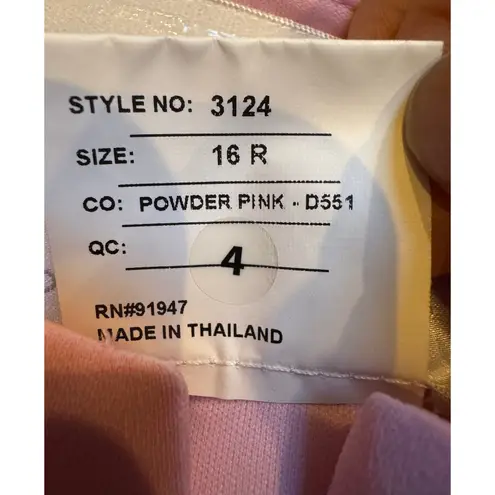 STYLE NO: 3124
SIZE: 16 R
CO: POWDER PINK - D551
QC: 4
RN#91947
MADE IN THAILAND